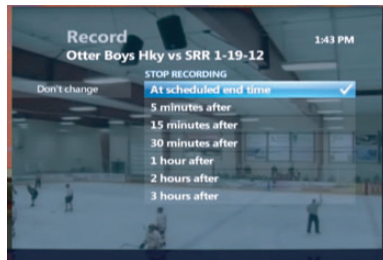 Record
1:43 PM
Otter Boys Hky vs SRR 1-19-12
STOP RECORDING
Don't change
At scheduled end time
5 minutes after
15 minutes after
30 minutes after
1 hour after
2 hours after
3 hours after